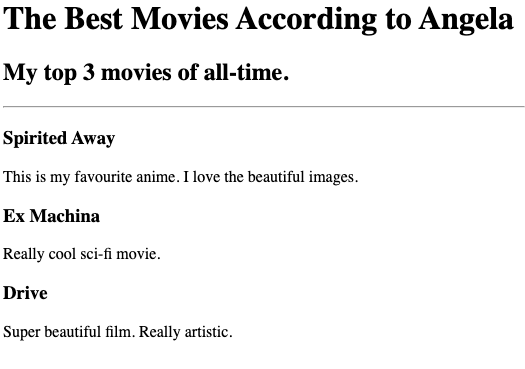 The Best Movies According to Angela
My top 3 movies of all-time.
Spirited Away
This is my favourite anime. I love the beautiful images.
Ex Machina
Really cool sci-fi movie.
Drive
Super beautiful film. Really artistic.